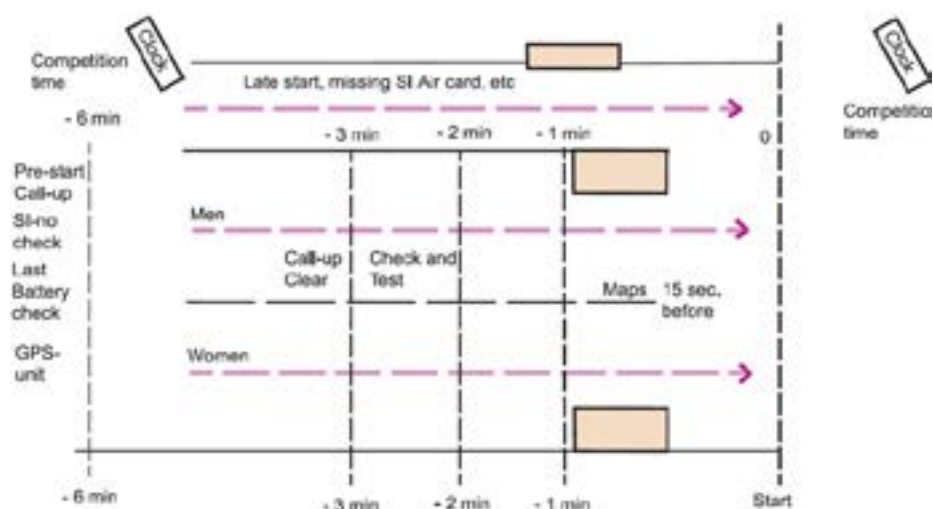 Clock
Competition
time
Late start, missing SI Air card, etc
- 6 min
- 3 min
- 2 min
- 1 min
0
Clock
Competitio
time
Pre-start
Call-up
SI-no
check
Last
Battery
check
GPS-
unit
Men
Call-up
Clear
Check and
Test
Maps
15 sec.
before
Women
- 6 min
- 3 min
- 2 min
- 1 min
Start